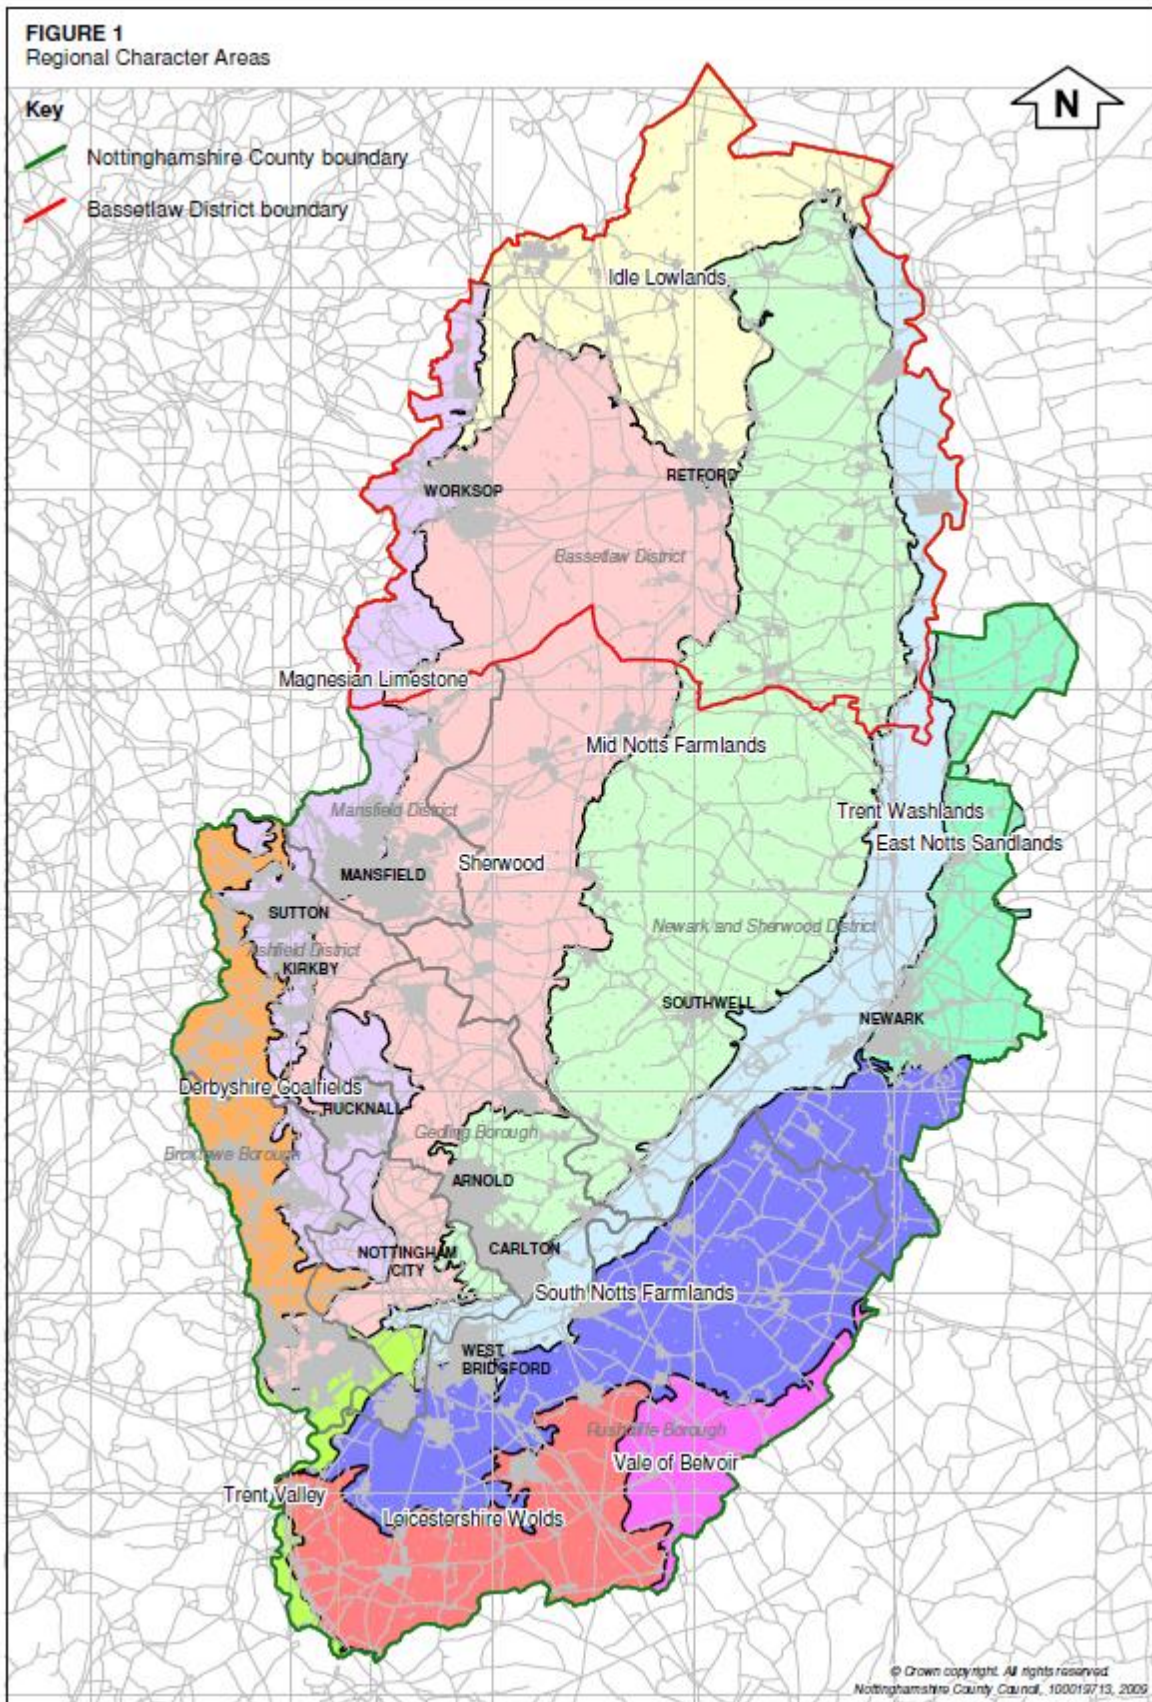 FIGURE 1
Regional Character Areas
Key
N
Nottinghamshire County boundary
Bassetlaw District boundary
Idle Lowlands
RETFORD
WORKSOP
Bassetlaw District
Magnesian Limestone
Mid Notts Farmlands
Mansfield District
Trent Washlands
East Notts Sandlands
Sherwood
MANSFIELD
SUTTON
Newark and Sherwood District
Ashfield District
KIRKBY
SOUTHWELL
NEWARK
Derbyshire Coalfields
HUCKNALL
Gedling Borough
Broxtowe Borough
ARNOLD
CARLTON
NOTTINGHAM
CITY
South Notts Farmlands
WEST
BRIDGFORD
Rushcliffe Borough
Vale of Belvoir
Trent Valley
Leicestershire Wolds
© Crown copyright. All rights reserved.
Nottinghamshire County Council, 100019713, 2009